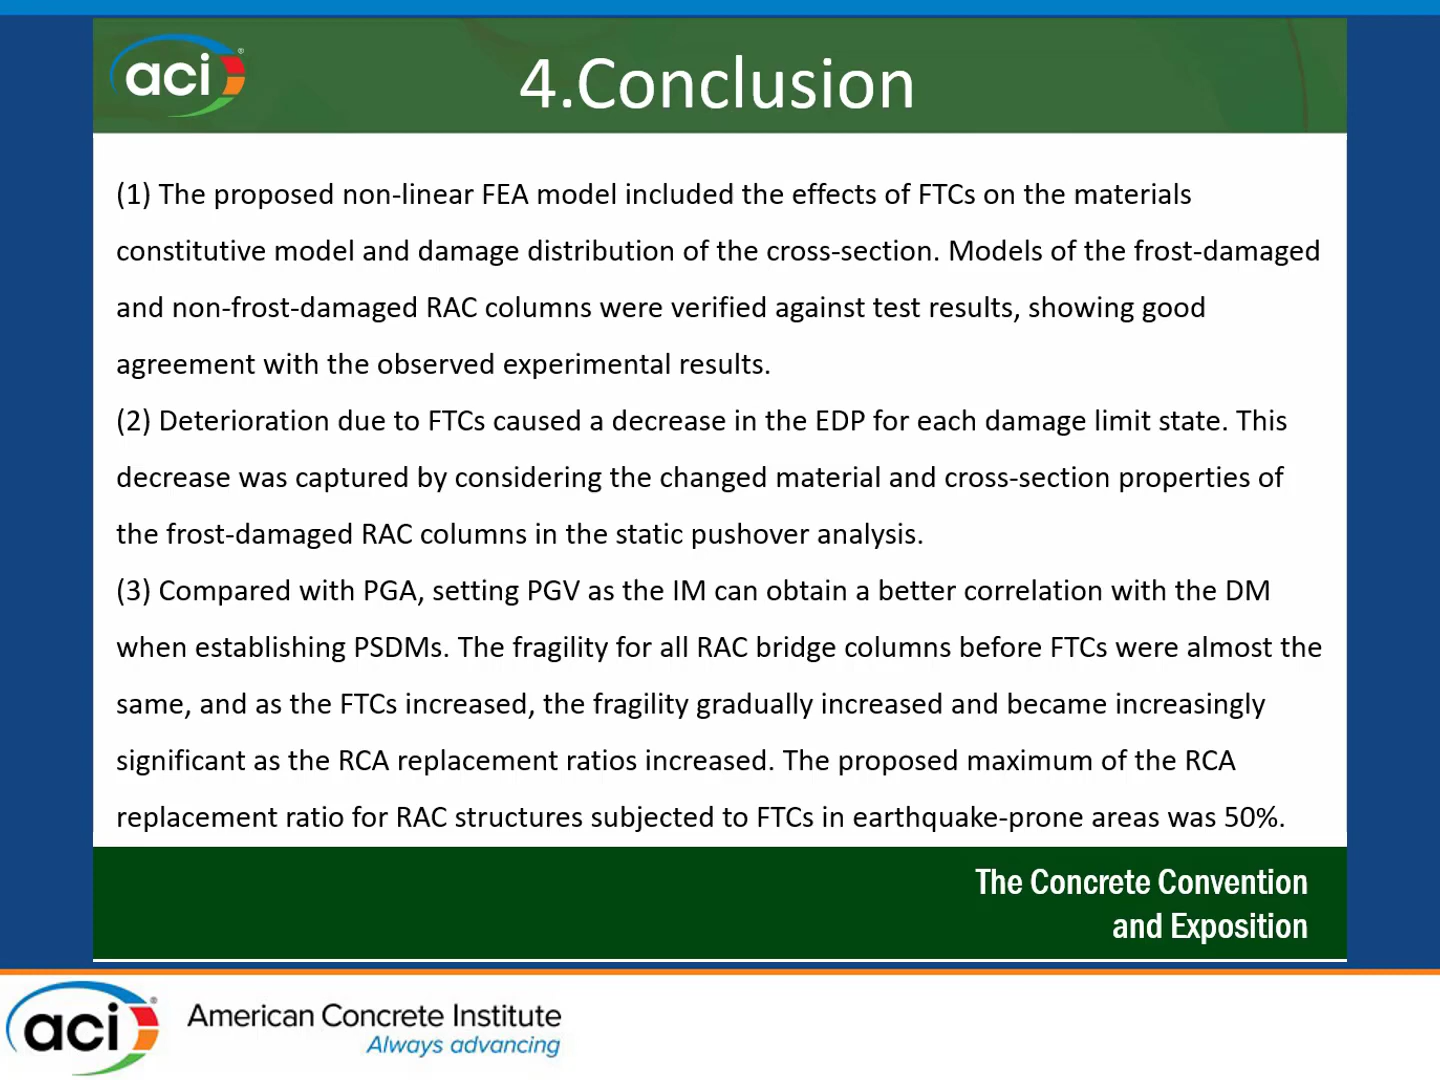 aci®
4.Conclusion
(1) The proposed non-linear FEA model included the effects of FTCs on the materials
constitutive model and damage distribution of the cross-section. Models of the frost-damaged
and non-frost-damaged RAC columns were verified against test results, showing good
agreement with the observed experimental results.
(2) Deterioration due to FTCs caused a decrease in the EDP for each damage limit state. This
decrease was captured by considering the changed material and cross-section properties of
the frost-damaged RAC columns in the static pushover analysis.
(3) Compared with PGA, setting PGV as the IM can obtain a better correlation with the DM
when establishing PSDMs. The fragility for all RAC bridge columns before FTCs were almost the
same, and as the FTCs increased, the fragility gradually increased and became increasingly
significant as the RCA replacement ratios increased. The proposed maximum of the RCA
replacement ratio for RAC structures subjected to FTCs in earthquake-prone areas was 50%.
The Concrete Convention
and Exposition
aci®
American Concrete Institute
Always advancing